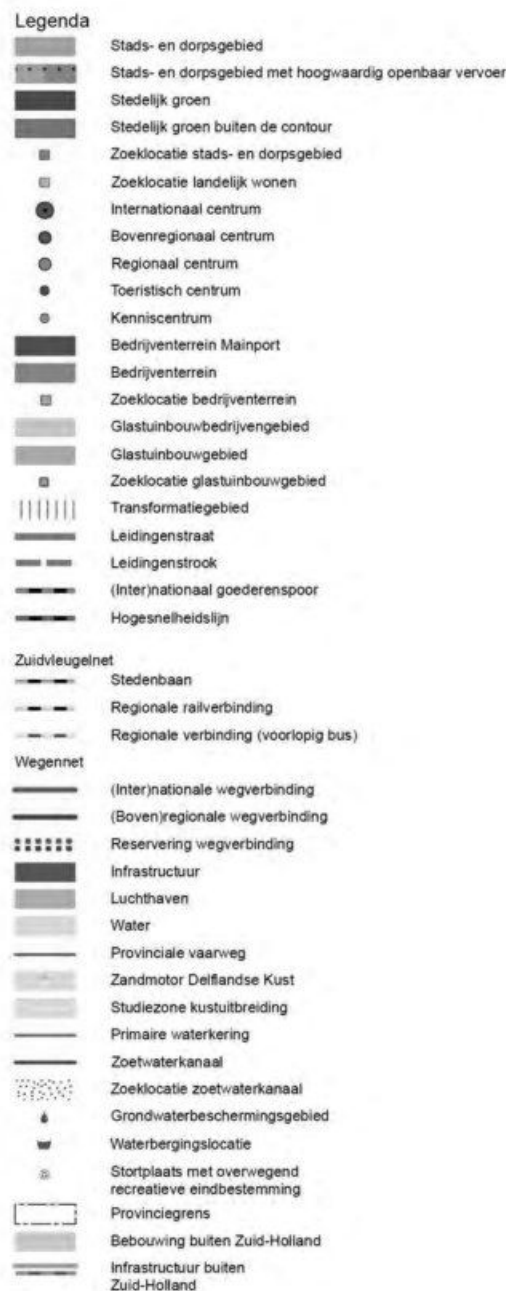 Legenda
Stads- en dorpsgebied
Stads- en dorpsgebied met hoogwaardig openbaar vervoer
Stedelijk groen
Stedelijk groen buiten de contour
Zoeklocatie stads- en dorpsgebied
Zoeklocatie landelijk wonen
Internationaal centrum
Bovenregionaal centrum
Regionaal centrum
Toeristisch centrum
Kenniscentrum
Bedrijventerrein Mainport
Bedrijventerrein
Zoeklocatie bedrijventerrein
Glastuinbouwbedrijvengebied
Glastuinbouwgebied
Zoeklocatie glastuinbouwgebied
Transformatiegebied
Leidingenstraat
Leidingenstrook
(Inter)nationaal goederenspoor
Hogesnelheidslijn
Zuidvleugelnet
Stedenbaan
Regionale railverbinding
Regionale verbinding (voorlopig bus)
Wegennet
(Inter)nationale wegverbinding
(Boven)regionale wegverbinding
Reservering wegverbinding
Infrastructuur
Luchthaven
Water
Provinciale vaarweg
Zandmotor Delflandse Kust
Studiezone kustuitbreiding
Primaire waterkering
Zoetwaterkanaal
Zoeklocatie zoetwaterkanaal
Grondwaterbeschermingsgebied
Waterbergingslocatie
Stortplaats met overwegend
recreatieve eindbestemming
Provinciegrens
Bebouwing buiten Zuid-Holland
Infrastructuur buiten
Zuid-Holland